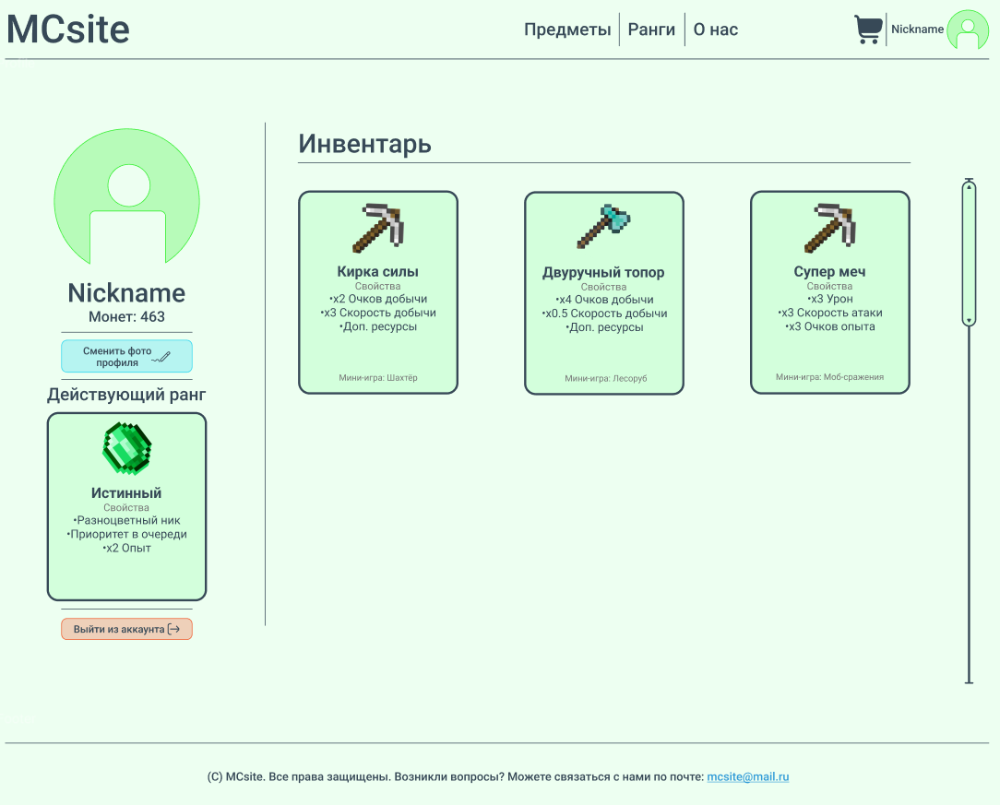 MCsite
Предметы
Ранги
О нас
Nickname
Nickname
Монет: 463
Сменить фото
профиля
Действующий ранг
Истинный
Свойства
•Разноцветный ник
•Приоритет в очереди
•x2 Опыт
Выйти из аккаунта
Инвентарь
Кирка силы
Свойства
•x2 Очков добычи
•x3 Скорость добычи
•Доп. ресурсы
Мини-игра: Шахтёр
Двуручный топор
Свойства
•x4 Очков добычи
•x0.5 Скорость добычи
•Доп. ресурсы
Мини-игра: Лесоруб
Супер меч
Свойства
•x3 Урон
•x3 Скорость атаки
•x3 Очков опыта
Мини-игра: Моб-сражения
(C) MCsite. Все права защищены. Возникли вопросы? Можете связаться с нами по почте: mcsite@mail.ru